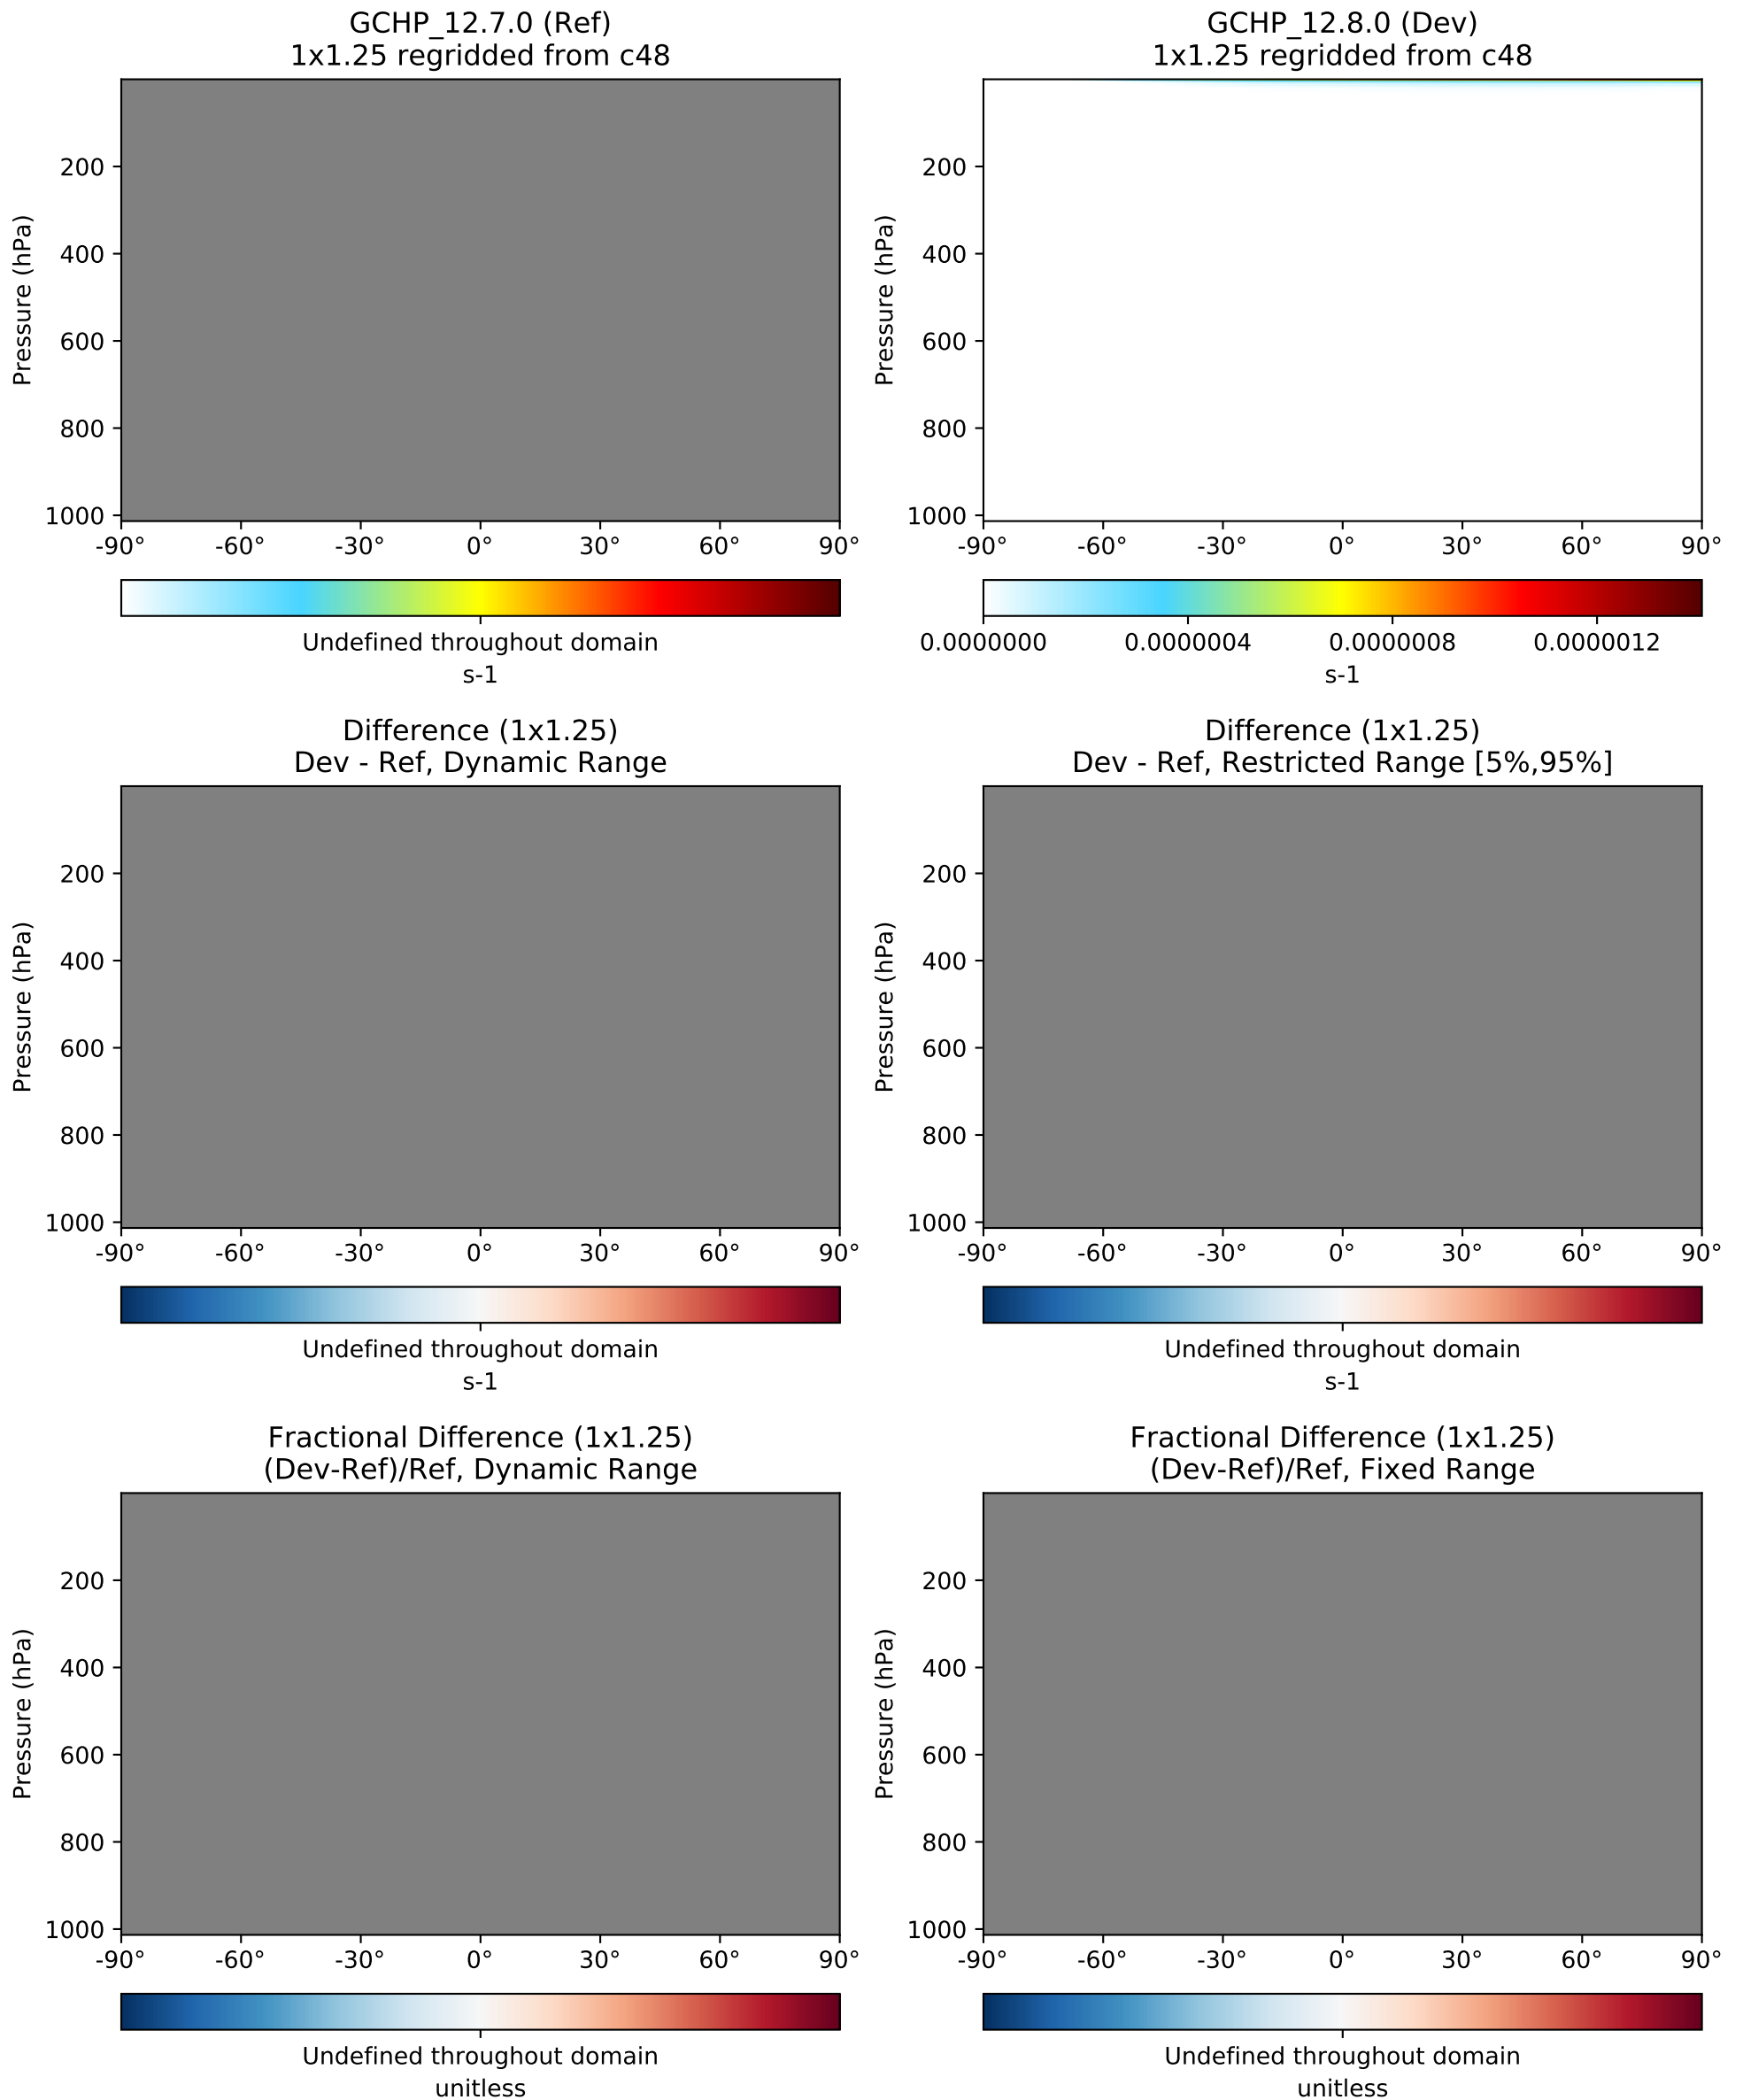 GCHP_12.7.0 (Ref)
1x1.25 regridded from c48
Pressure (hPa)
200
400
600
800
1000
-90° -60° -30° 0° 30° 60° 90°
Undefined throughout domain
s-1
GCHP_12.8.0 (Dev)
1x1.25 regridded from c48
Pressure (hPa)
200
400
600
800
1000
-90° -60° -30° 0° 30° 60° 90°
0.0000000 0.0000004 0.0000008 0.0000012
s-1
Difference (1x1.25)
Dev - Ref, Dynamic Range
Pressure (hPa)
200
400
600
800
1000
-90° -60° -30° 0° 30° 60° 90°
Undefined throughout domain
s-1
Difference (1x1.25)
Dev - Ref, Restricted Range [5%,95%]
Pressure (hPa)
200
400
600
800
1000
-90° -60° -30° 0° 30° 60° 90°
Undefined throughout domain
s-1
Fractional Difference (1x1.25)
(Dev-Ref)/Ref, Dynamic Range
Pressure (hPa)
200
400
600
800
1000
-90° -60° -30° 0° 30° 60° 90°
Undefined throughout domain
unitless
Fractional Difference (1x1.25)
(Dev-Ref)/Ref, Fixed Range
Pressure (hPa)
200
400
600
800
1000
-90° -60° -30° 0° 30° 60° 90°
Undefined throughout domain
unitless